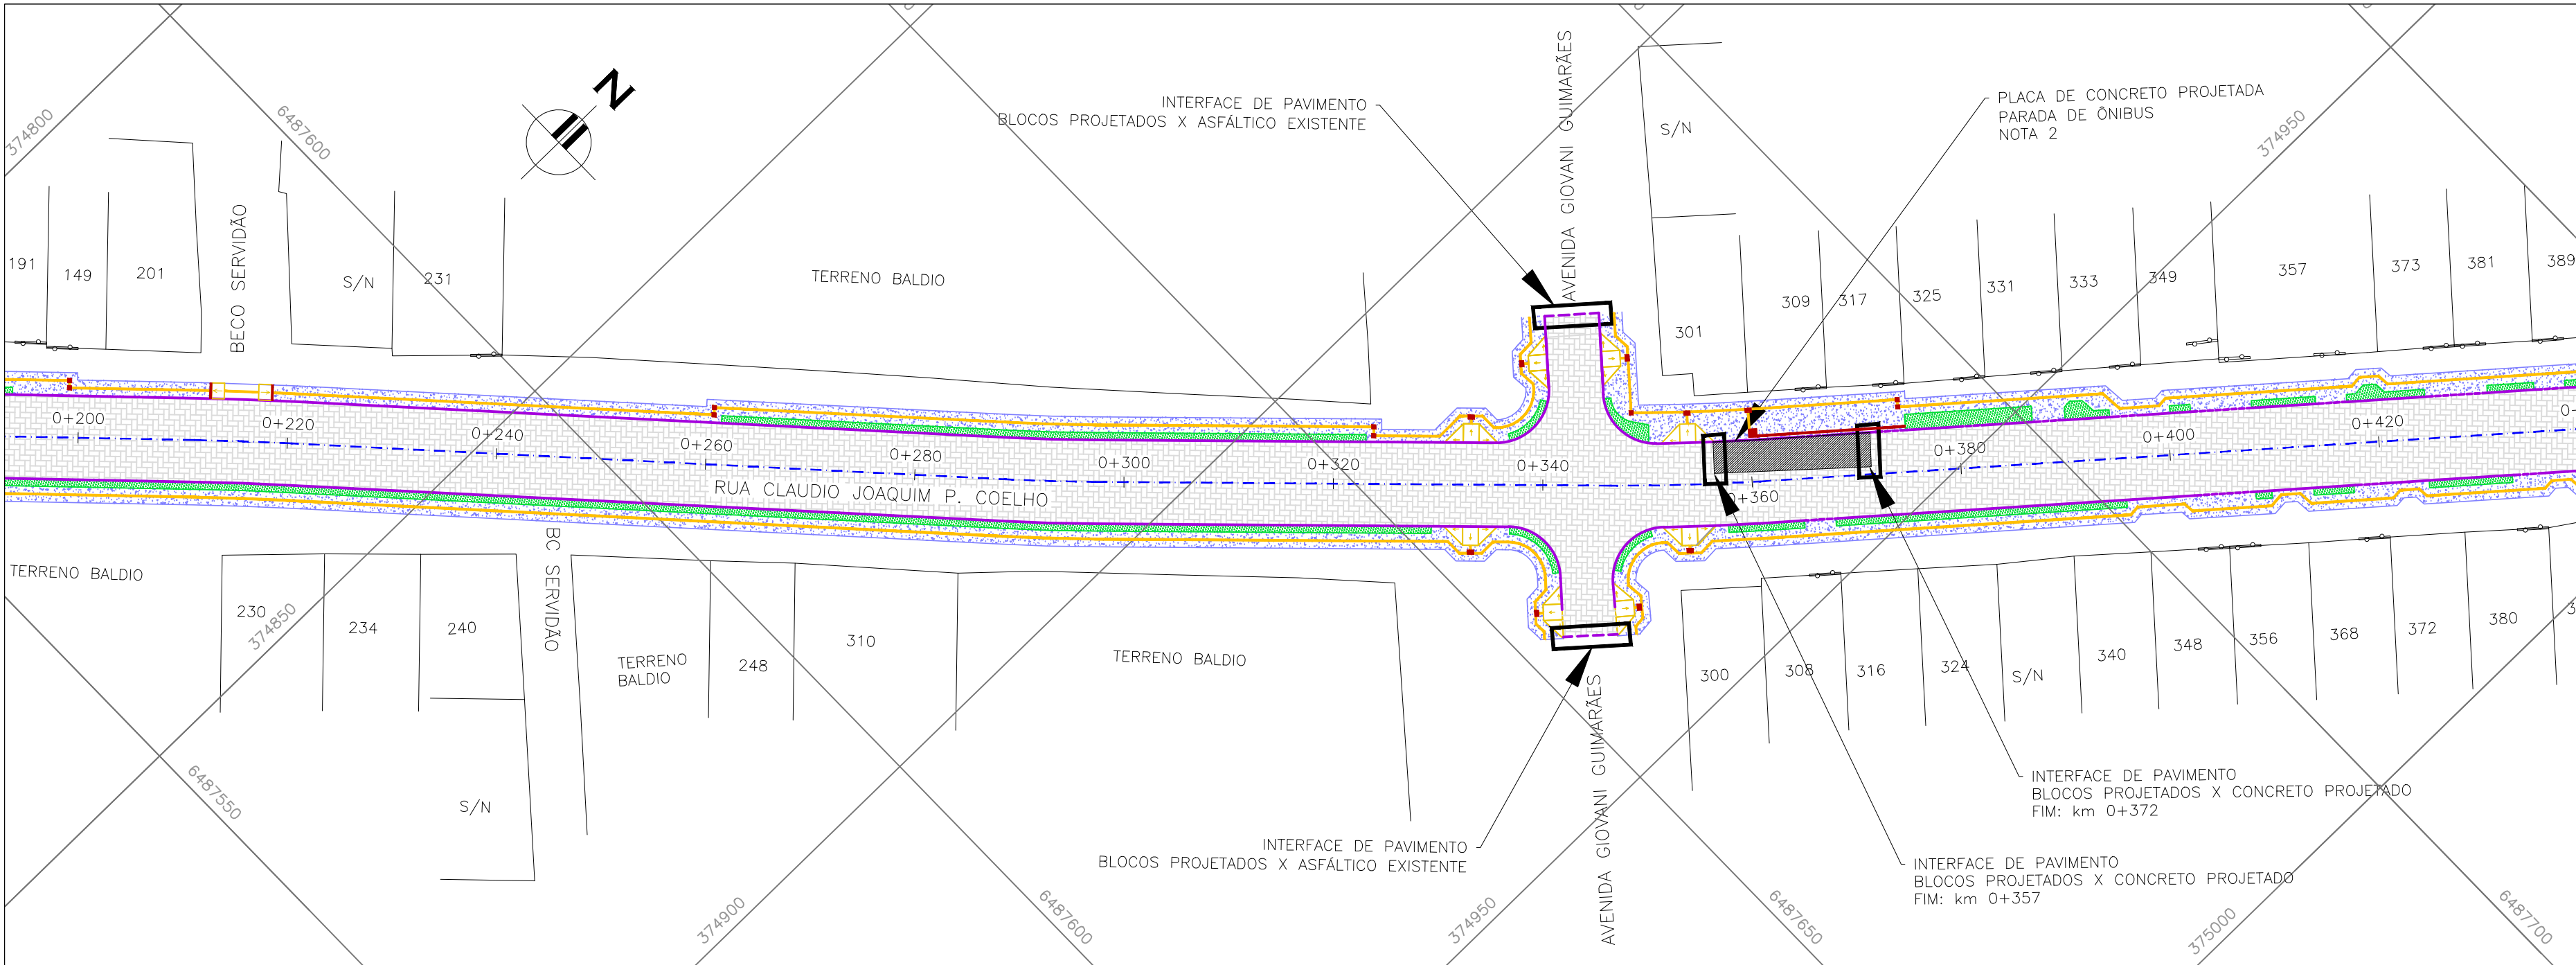 374800
6487600
N
INTERFACE DE PAVIMENTO
BLOCOS PROJETADOS X ASFÁLTICO EXISTENTE
AVENIDA GIOVANI GUIMARÃES
S/N
PLACA DE CONCRETO PROJETADA
PARADA DE ÔNIBUS
NOTA 2
374950
191
149
201
BECO SERVIDÃO
S/N
231
TERRENO BALDIO
301
309
317
325
331
333
349
357
373
381
389
0+200
0+220
0+240
0+260
0+280
0+300
0+320
0+340
0+360
0+380
0+400
0+420
RUA CLAUDIO JOAQUIM P. COELHO
TERRENO BALDIO
230
374850
234
240
BC SERVIDÃO
TERRENO
BALDIO
248
310
TERRENO BALDIO
AVENIDA GIOVANI GUIMARÃES
300
308
316
324
S/N
340
348
356
368
372
380
6487550
S/N
INTERFACE DE PAVIMENTO
BLOCOS PROJETADOS X CONCRETO PROJETADO
FIM: km 0+372
INTERFACE DE PAVIMENTO
BLOCOS PROJETADOS X ASFÁLTICO EXISTENTE
INTERFACE DE PAVIMENTO
BLOCOS PROJETADOS X CONCRETO PROJETADO
FIM: km 0+357
374900
6487600
374950
6487650
375000
6487700